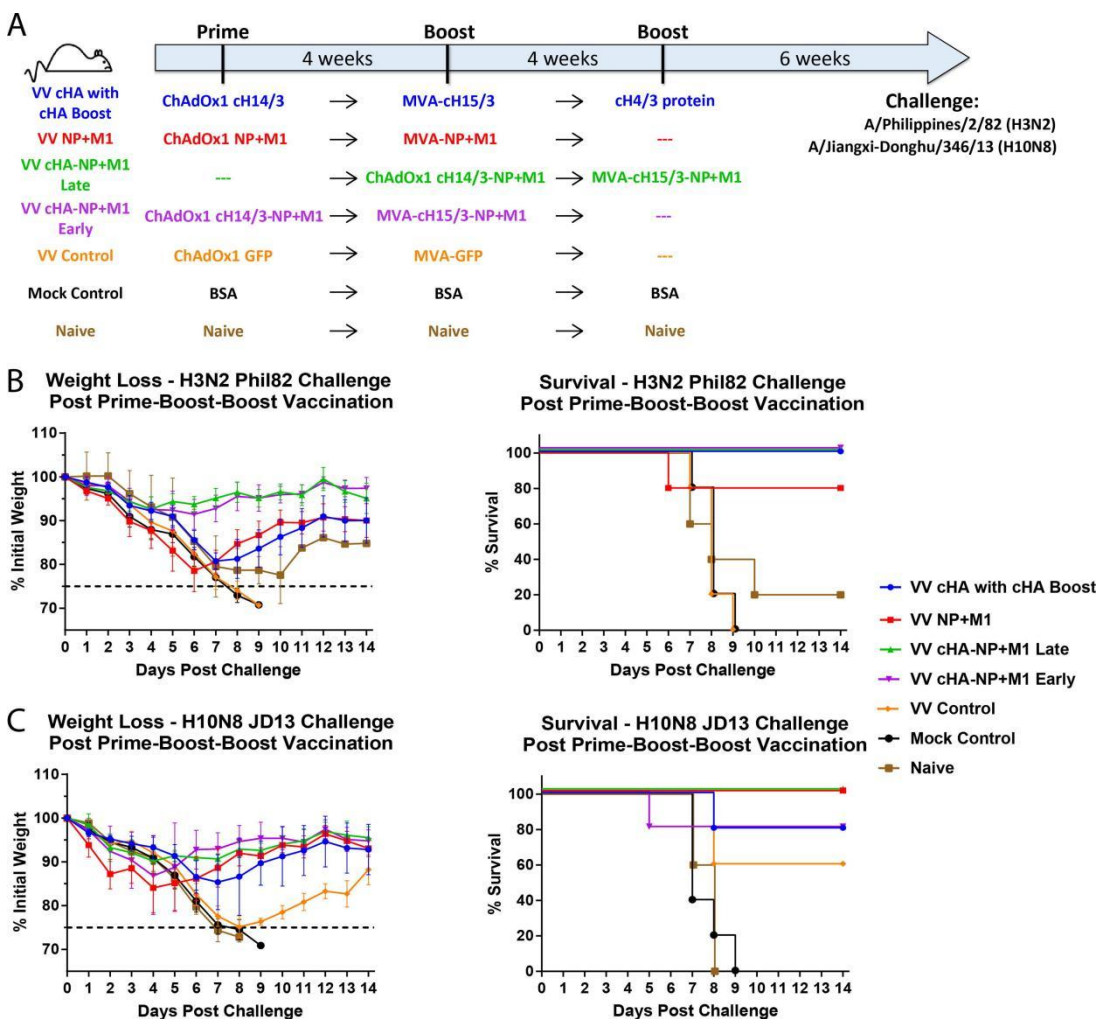 A
Prime
Boost
Boost
4 weeks
4 weeks
6 weeks
VV cHA with
cHA Boost
ChAdOx1 cH14/3
→
MVA-cH15/3
→
cH4/3 protein
VV NP+M1
ChAdOx1 NP+M1
→
MVA-NP+M1
→
---
VV cHA-NP+M1
Late
---
→
ChAdOx1 cH14/3-NP+M1
→
MVA-cH15/3-NP+M1
VV cHA-NP+M1
Early
ChAdOx1 cH14/3-NP+M1
→
MVA-cH15/3-NP+M1
→
---
VV Control
ChAdOx1 GFP
→
MVA-GFP
→
---
Mock Control
BSA
→
BSA
→
BSA
Naive
Naive
→
Naive
→
Naive
Challenge:
A/Philippines/2/82 (H3N2)
A/Jiangxi-Donghu/346/13 (H10N8)
B
Weight Loss - H3N2 Phil82 Challenge
Post Prime-Boost-Boost Vaccination
% Initial Weight
110
100
90
80
70
0 1 2 3 4 5 6 7 8 9 10 11 12 13 14
Days Post Challenge
Survival - H3N2 Phil82 Challenge
Post Prime-Boost-Boost Vaccination
% Survival
100
80
60
40
20
0
0 1 2 3 4 5 6 7 8 9 10 11 12 13 14
Days Post Challenge
VV cHA with cHA Boost
VV NP+M1
VV cHA-NP+M1 Late
VV cHA-NP+M1 Early
VV Control
Mock Control
Naive
C
Weight Loss - H10N8 JD13 Challenge
Post Prime-Boost-Boost Vaccination
% Initial Weight
110
100
90
80
70
0 1 2 3 4 5 6 7 8 9 10 11 12 13 14
Days Post Challenge
Survival - H10N8 JD13 Challenge
Post Prime-Boost-Boost Vaccination
% Survival
100
80
60
40
20
0
0 1 2 3 4 5 6 7 8 9 10 11 12 13 14
Days Post Challenge